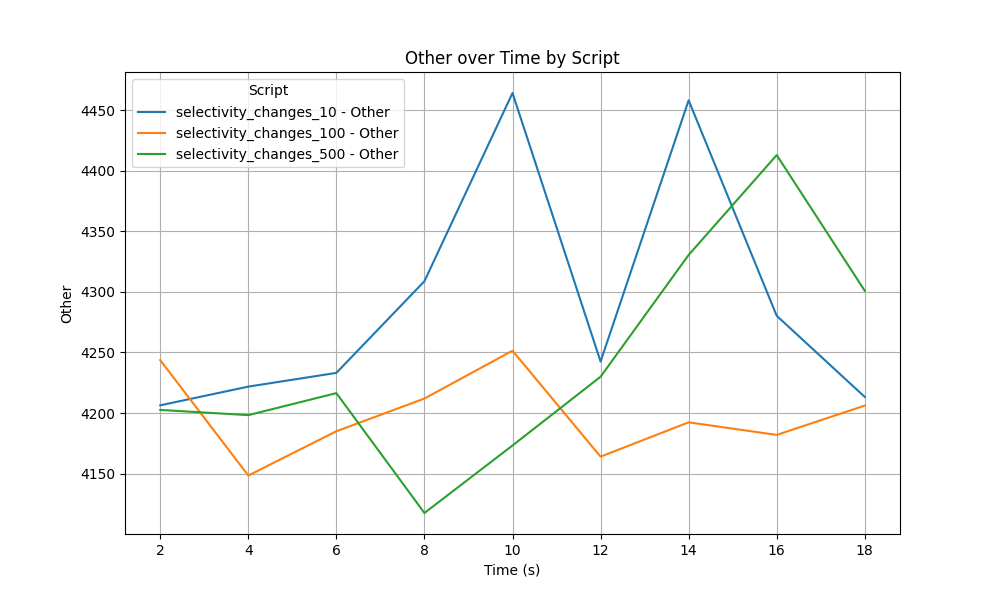 Other over Time by Script
Script
selectivity_changes_10 - Other
selectivity_changes_100 - Other
selectivity_changes_500 - Other
4450
4400
4350
4300
4250
4200
4150
Other
2 4 6 8 10 12 14 16 18
Time (s)